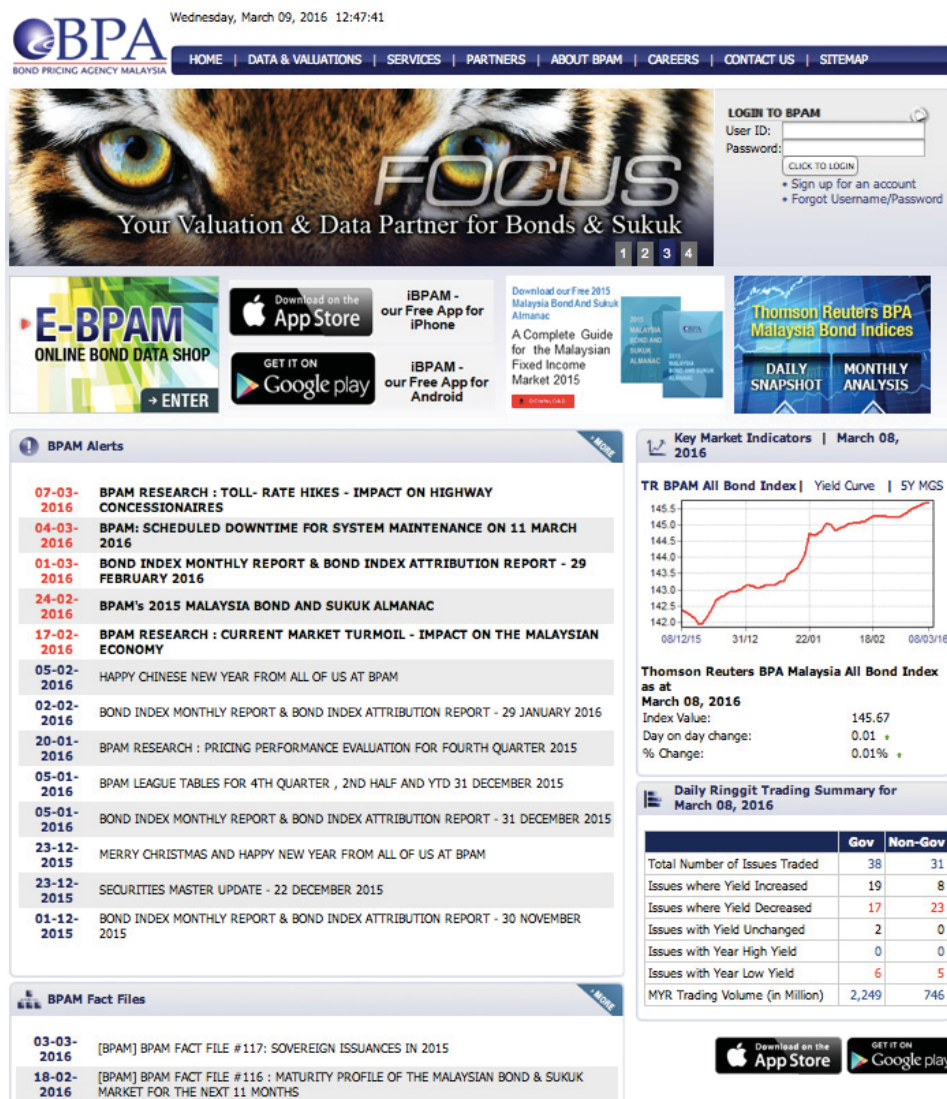 Wednesday, March 09, 2016 12:47:41
BPA
BOND PRICING AGENCY MALAYSIA
HOME | DATA & VALUATIONS | SERVICES | PARTNERS | ABOUT BPAM | CAREERS | CONTACT US | SITEMAP
FOCUS
Your Valuation & Data Partner for Bonds & Sukuk
1 2 3 4
LOGIN TO BPAM
User ID:
Password:
CLICK TO LOGIN
• Sign up for an account
• Forgot Username/Password
E-BPAM
ONLINE BOND DATA SHOP
→ ENTER
Download on the
App Store
iBPAM -
our Free App for
iPhone
GET IT ON
Google play
iBPAM -
our Free App for
Android
Download our Free 2015
Malaysia Bond And Sukuk
Almanac
A Complete Guide
for the Malaysian
Fixed Income
Market 2015
2015
MALAYSIA
BOND AND
SUKUK
ALMANAC
Thomson Reuters BPA
Malaysia Bond Indices
DAILY
SNAPSHOT
MONTHLY
ANALYSIS
BPAM Alerts
MORE
07-03-
2016
BPAM RESEARCH : TOLL- RATE HIKES - IMPACT ON HIGHWAY
CONCESSIONAIRES
04-03-
2016
BPAM: SCHEDULED DOWNTIME FOR SYSTEM MAINTENANCE ON 11 MARCH
2016
01-03-
2016
BOND INDEX MONTHLY REPORT & BOND INDEX ATTRIBUTION REPORT - 29
FEBRUARY 2016
24-02-
2016
BPAM's 2015 MALAYSIA BOND AND SUKUK ALMANAC
17-02-
2016
BPAM RESEARCH : CURRENT MARKET TURMOIL - IMPACT ON THE MALAYSIAN
ECONOMY
05-02-
2016
HAPPY CHINESE NEW YEAR FROM ALL OF US AT BPAM
02-02-
2016
BOND INDEX MONTHLY REPORT & BOND INDEX ATTRIBUTION REPORT - 29 JANUARY 2016
20-01-
2016
BPAM RESEARCH : PRICING PERFORMANCE EVALUATION FOR FOURTH QUARTER 2015
05-01-
2016
BPAM LEAGUE TABLES FOR 4TH QUARTER , 2ND HALF AND YTD 31 DECEMBER 2015
05-01-
2016
BOND INDEX MONTHLY REPORT & BOND INDEX ATTRIBUTION REPORT - 31 DECEMBER 2015
23-12-
2015
MERRY CHRISTMAS AND HAPPY NEW YEAR FROM ALL OF US AT BPAM
23-12-
2015
SECURITIES MASTER UPDATE - 22 DECEMBER 2015
01-12-
2015
BOND INDEX MONTHLY REPORT & BOND INDEX ATTRIBUTION REPORT - 30 NOVEMBER
2015
BPAM Fact Files
MORE
03-03-
2016
[BPAM] BPAM FACT FILE #117: SOVEREIGN ISSUANCES IN 2015
18-02-
2016
[BPAM] BPAM FACT FILE #116 : MATURITY PROFILE OF THE MALAYSIAN BOND & SUKUK
MARKET FOR THE NEXT 11 MONTHS
Key Market Indicators | March 08,
2016
TR BPAM All Bond Index | Yield Curve | 5Y MGS
145.5
145.0
144.5
144.0
143.5
143.0
142.5
142.0
08/12/15 31/12 22/01 18/02 08/03/16
Thomson Reuters BPA Malaysia All Bond Index
as at
March 08, 2016
Index Value: 145.67
Day on day change: 0.01
% Change: 0.01%
Daily Ringgit Trading Summary for
March 08, 2016
Gov Non-Gov
Total Number of Issues Traded 38 31
Issues where Yield Increased 19 8
Issues where Yield Decreased 17 23
Issues with Yield Unchanged 2 0
Issues with Year High Yield 0 0
Issues with Year Low Yield 6 5
MYR Trading Volume (in Million) 2,249 746
Download on the
App Store
GET IT ON
Google play